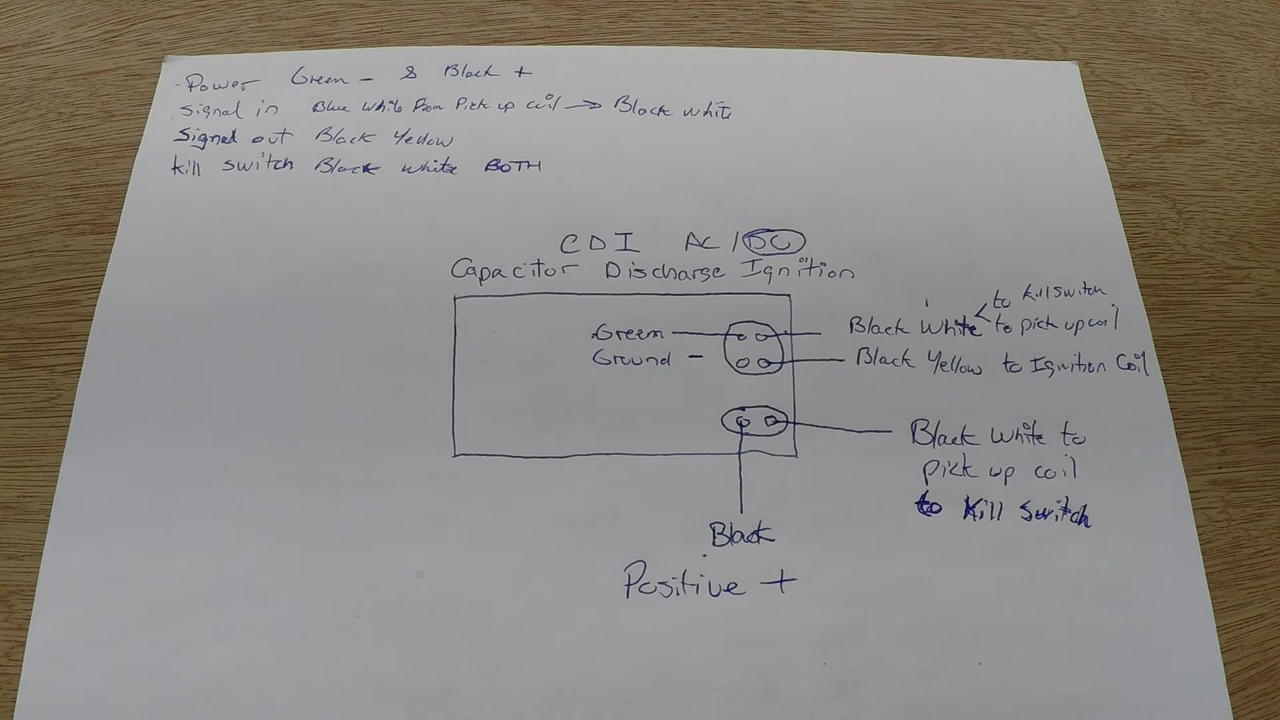 - Power Green - & Black +
Signal in Blue White From Pick up coil → Black white
Signal out Black Yellow
Kill switch Black white BOTH
CDI AC/DC
Capacitor Discharge Ignition
to Kill Switch
Green Black White < to pick up coil
Ground - Black Yellow to Ignition Coil
Black White to
pick up coil
to Kill Switch
Black
Positive +